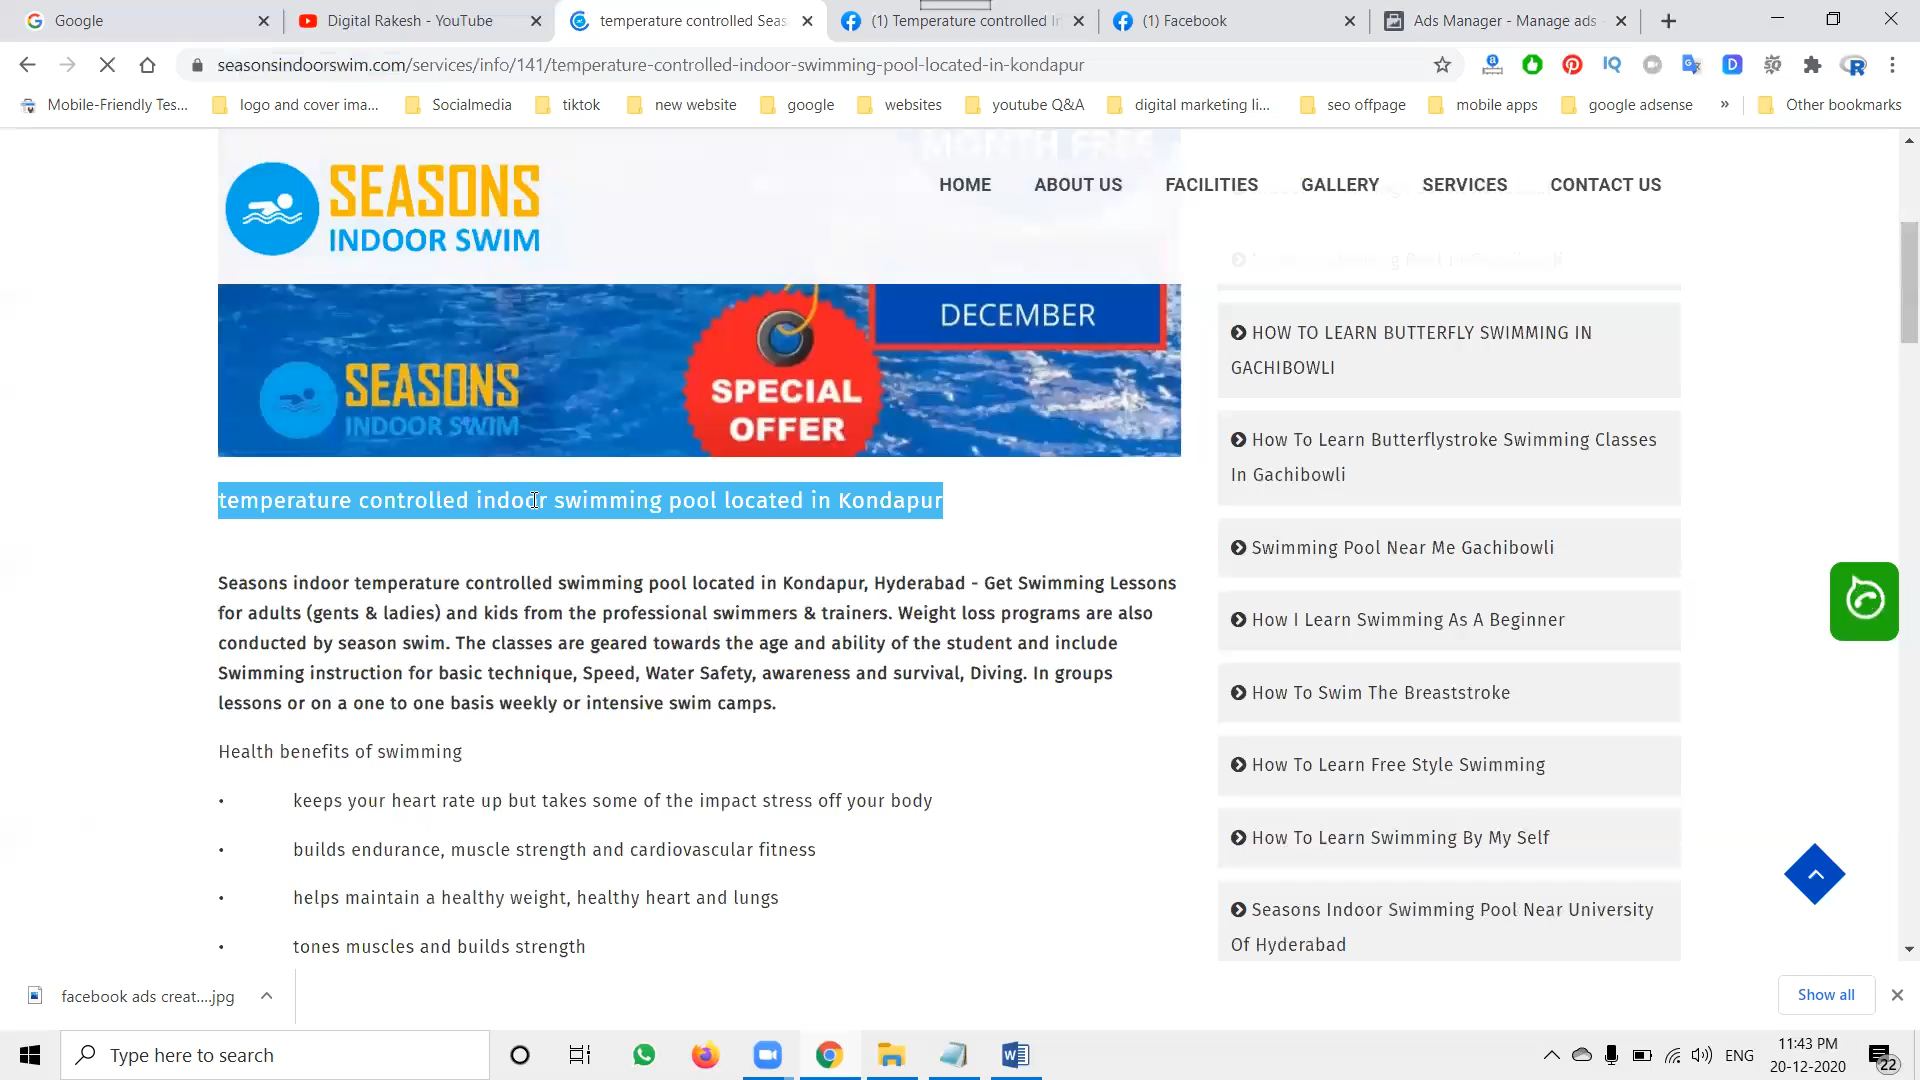 Google
Digital Rakesh - YouTube
temperature controlled Seas
(1) Temperature controlled I
(1) Facebook
Ads Manager - Manage ads
seasonsindoorswim.com/services/info/141/temperature-controlled-indoor-swimming-pool-located-in-kondapur
Mobile-Friendly Tes...
logo and cover ima...
Socialmedia
tiktok
new website
google
websites
youtube Q&A
digital marketing li...
seo offpage
mobile apps
google adsense
»
Other bookmarks
MONTH FREE
SEASONS
INDOOR SWIM
HOME
ABOUT US
FACILITIES
GALLERY
SERVICES
CONTACT US
DECEMBER
SEASONS
INDOOR SWIM
SPECIAL
OFFER
temperature controlled indoor swimming pool located in Kondapur
Seasons indoor temperature controlled swimming pool located in Kondapur, Hyderabad - Get Swimming Lessons
for adults (gents & ladies) and kids from the professional swimmers & trainers. Weight loss programs are also
conducted by season swim. The classes are geared towards the age and ability of the student and include
Swimming instruction for basic technique, Speed, Water Safety, awareness and survival, Diving. In groups
lessons or on a one to one basis weekly or intensive swim camps.
Health benefits of swimming
• keeps your heart rate up but takes some of the impact stress off your body
• builds endurance, muscle strength and cardiovascular fitness
• helps maintain a healthy weight, healthy heart and lungs
• tones muscles and builds strength
HOW TO LEARN BUTTERFLY SWIMMING IN
GACHIBOWLI
How To Learn Butterflystroke Swimming Classes
In Gachibowli
Swimming Pool Near Me Gachibowli
How I Learn Swimming As A Beginner
How To Swim The Breaststroke
How To Learn Free Style Swimming
How To Learn Swimming By My Self
Seasons Indoor Swimming Pool Near University
Of Hyderabad
facebook ads creat....jpg
Show all
Type here to search
ENG
11:43 PM
20-12-2020
22